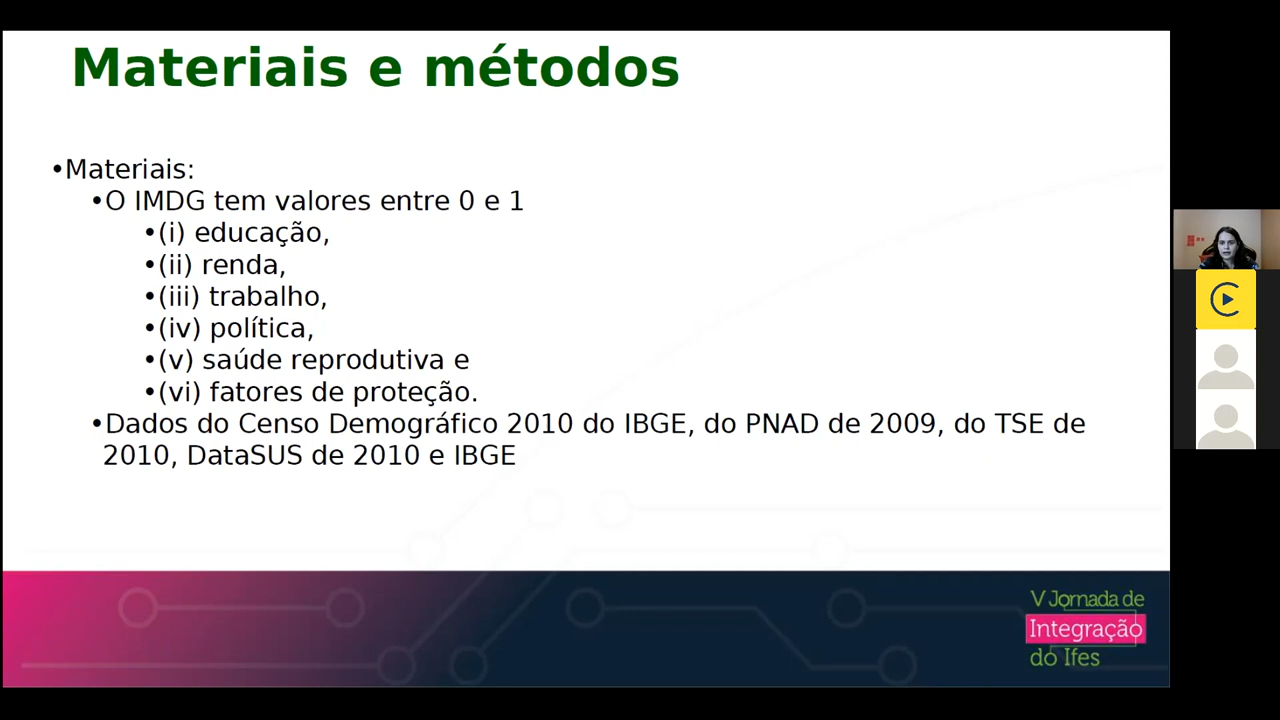 Materiais e métodos
•Materiais:
•O IMDG tem valores entre 0 e 1
•(i) educação,
•(ii) renda,
•(iii) trabalho,
•(iv) política,
•(v) saúde reprodutiva e
•(vi) fatores de proteção.
•Dados do Censo Demográfico 2010 do IBGE, do PNAD de 2009, do TSE de
2010, DataSUS de 2010 e IBGE
V Jornada de
Integração
do Ifes